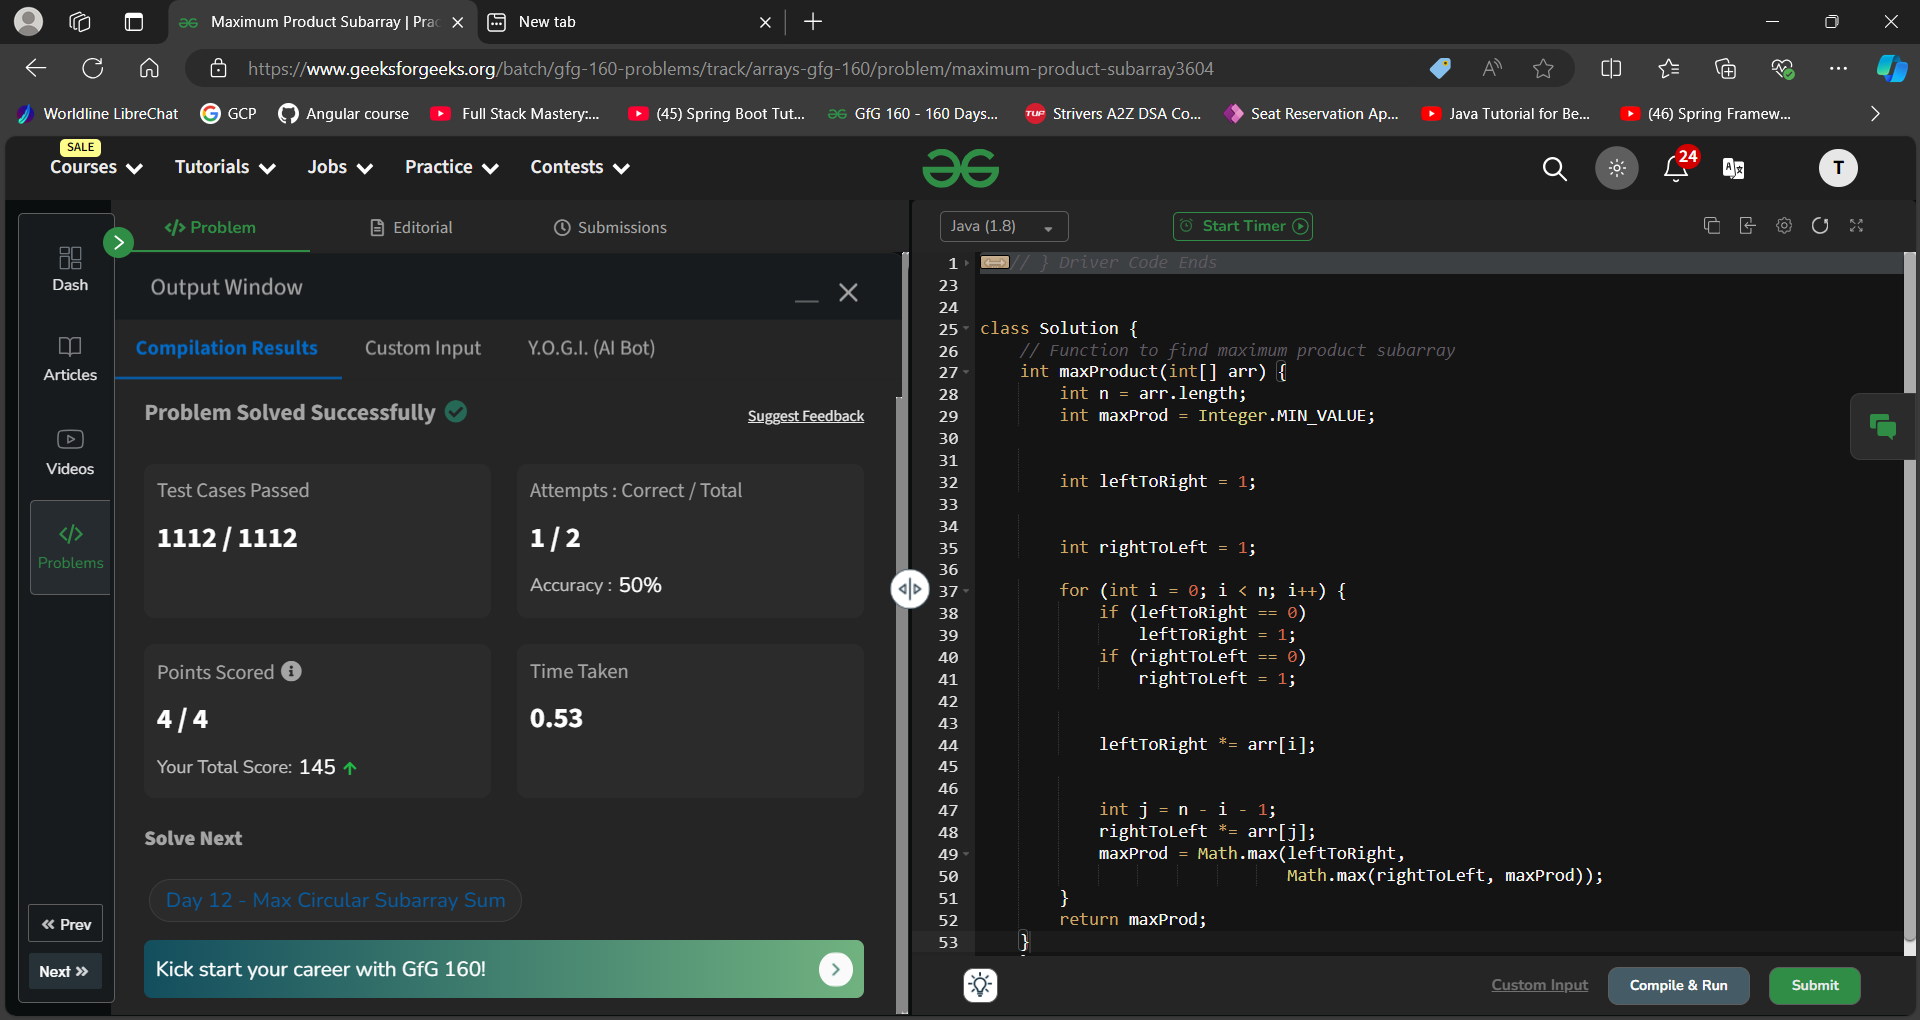 Maximum Product Subarray | Prac
New tab
https://www.geeksforgeeks.org/batch/gfg-160-problems/track/arrays-gfg-160/problem/maximum-product-subarray3604
Worldline LibreChat
GCP
Angular course
Full Stack Mastery:...
(45) Spring Boot Tut...
GfG 160 - 160 Days...
Strivers A2Z DSA Co...
Seat Reservation Ap...
Java Tutorial for Be...
(46) Spring Framew...
SALE
Courses
Tutorials
Jobs
Practice
Contests
24
T
Dash
Articles
Videos
Problems
Prev
Next
Problem
Editorial
Submissions
Output Window
Compilation Results
Custom Input
Y.O.G.I. (AI Bot)
Problem Solved Successfully
Suggest Feedback
Test Cases Passed
1112 / 1112
Attempts : Correct / Total
1 / 2
Accuracy : 50%
Points Scored
4 / 4
Your Total Score: 145
Time Taken
0.53
Solve Next
Day 12 - Max Circular Subarray Sum
Kick start your career with GfG 160!
Java (1.8)
Start Timer
1 // } Driver Code Ends
23
24
25 class Solution {
26 // Function to find maximum product subarray
27 int maxProduct(int[] arr) {
28 int n = arr.length;
29 int maxProd = Integer.MIN_VALUE;
30
31
32 int leftToRight = 1;
33
34
35 int rightToLeft = 1;
36
37 for (int i = 0; i < n; i++) {
38 if (leftToRight == 0)
39 leftToRight = 1;
40 if (rightToLeft == 0)
41 rightToLeft = 1;
42
43
44 leftToRight *= arr[i];
45
46
47 int j = n - i - 1;
48 rightToLeft *= arr[j];
49 maxProd = Math.max(leftToRight,
50 Math.max(rightToLeft, maxProd));
51 }
52 return maxProd;
53 }
Custom Input
Compile & Run
Submit